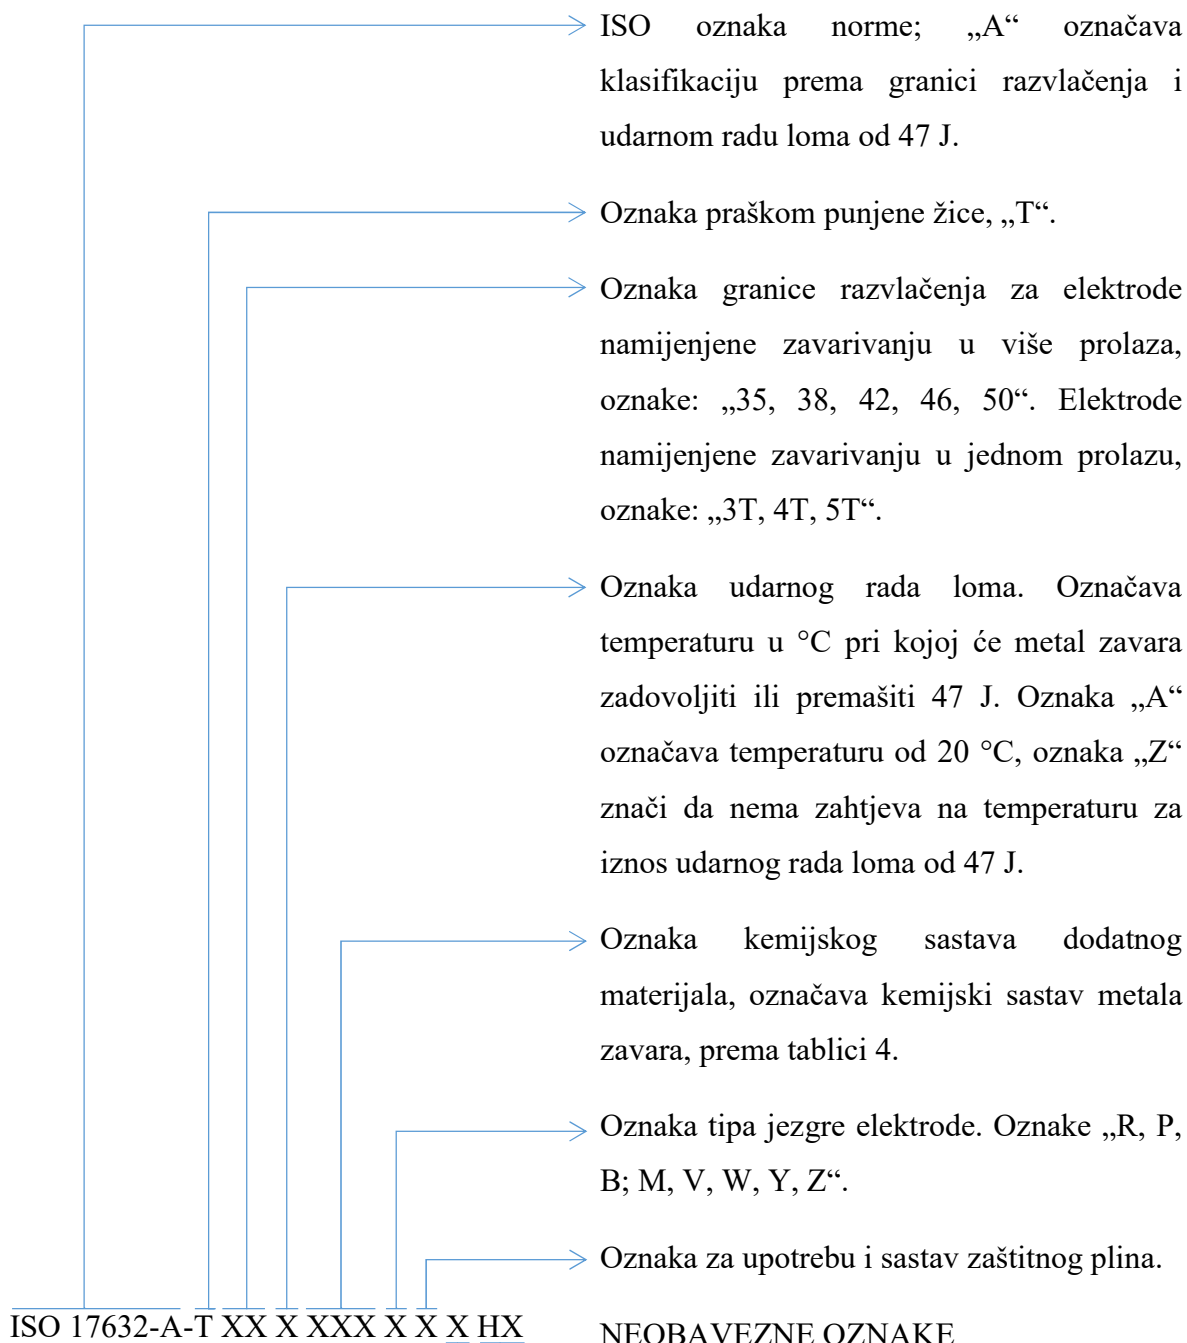 ISO oznaka norme; „A“ označava
klasifikaciju prema granici razvlačenja i
udarnom radu loma od 47 J.
Oznaka praškom punjene žice, „T“.
Oznaka granice razvlačenja za elektrode
namijenjene zavarivanju u više prolaza,
oznake: „35, 38, 42, 46, 50“. Elektrode
namijenjene zavarivanju u jednom prolazu,
oznake: „3T, 4T, 5T“.
Oznaka udarnog rada loma. Označava
temperaturu u °C pri kojoj će metal zavara
zadovoljiti ili premašiti 47 J. Oznaka „A“
označava temperaturu od 20 °C, oznaka „Z“
znači da nema zahtjeva na temperaturu za
iznos udarnog rada loma od 47 J.
Oznaka kemijskog sastava dodatnog
materijala, označava kemijski sastav metala
zavara, prema tablici 4.
Oznaka tipa jezgre elektrode. Oznake „R, P,
B; M, V, W, Y, Z“.
Oznaka za upotrebu i sastav zaštitnog plina.
ISO 17632-A-T XX X XXX X X X HX
NEOBAVEZNE OZNAKE